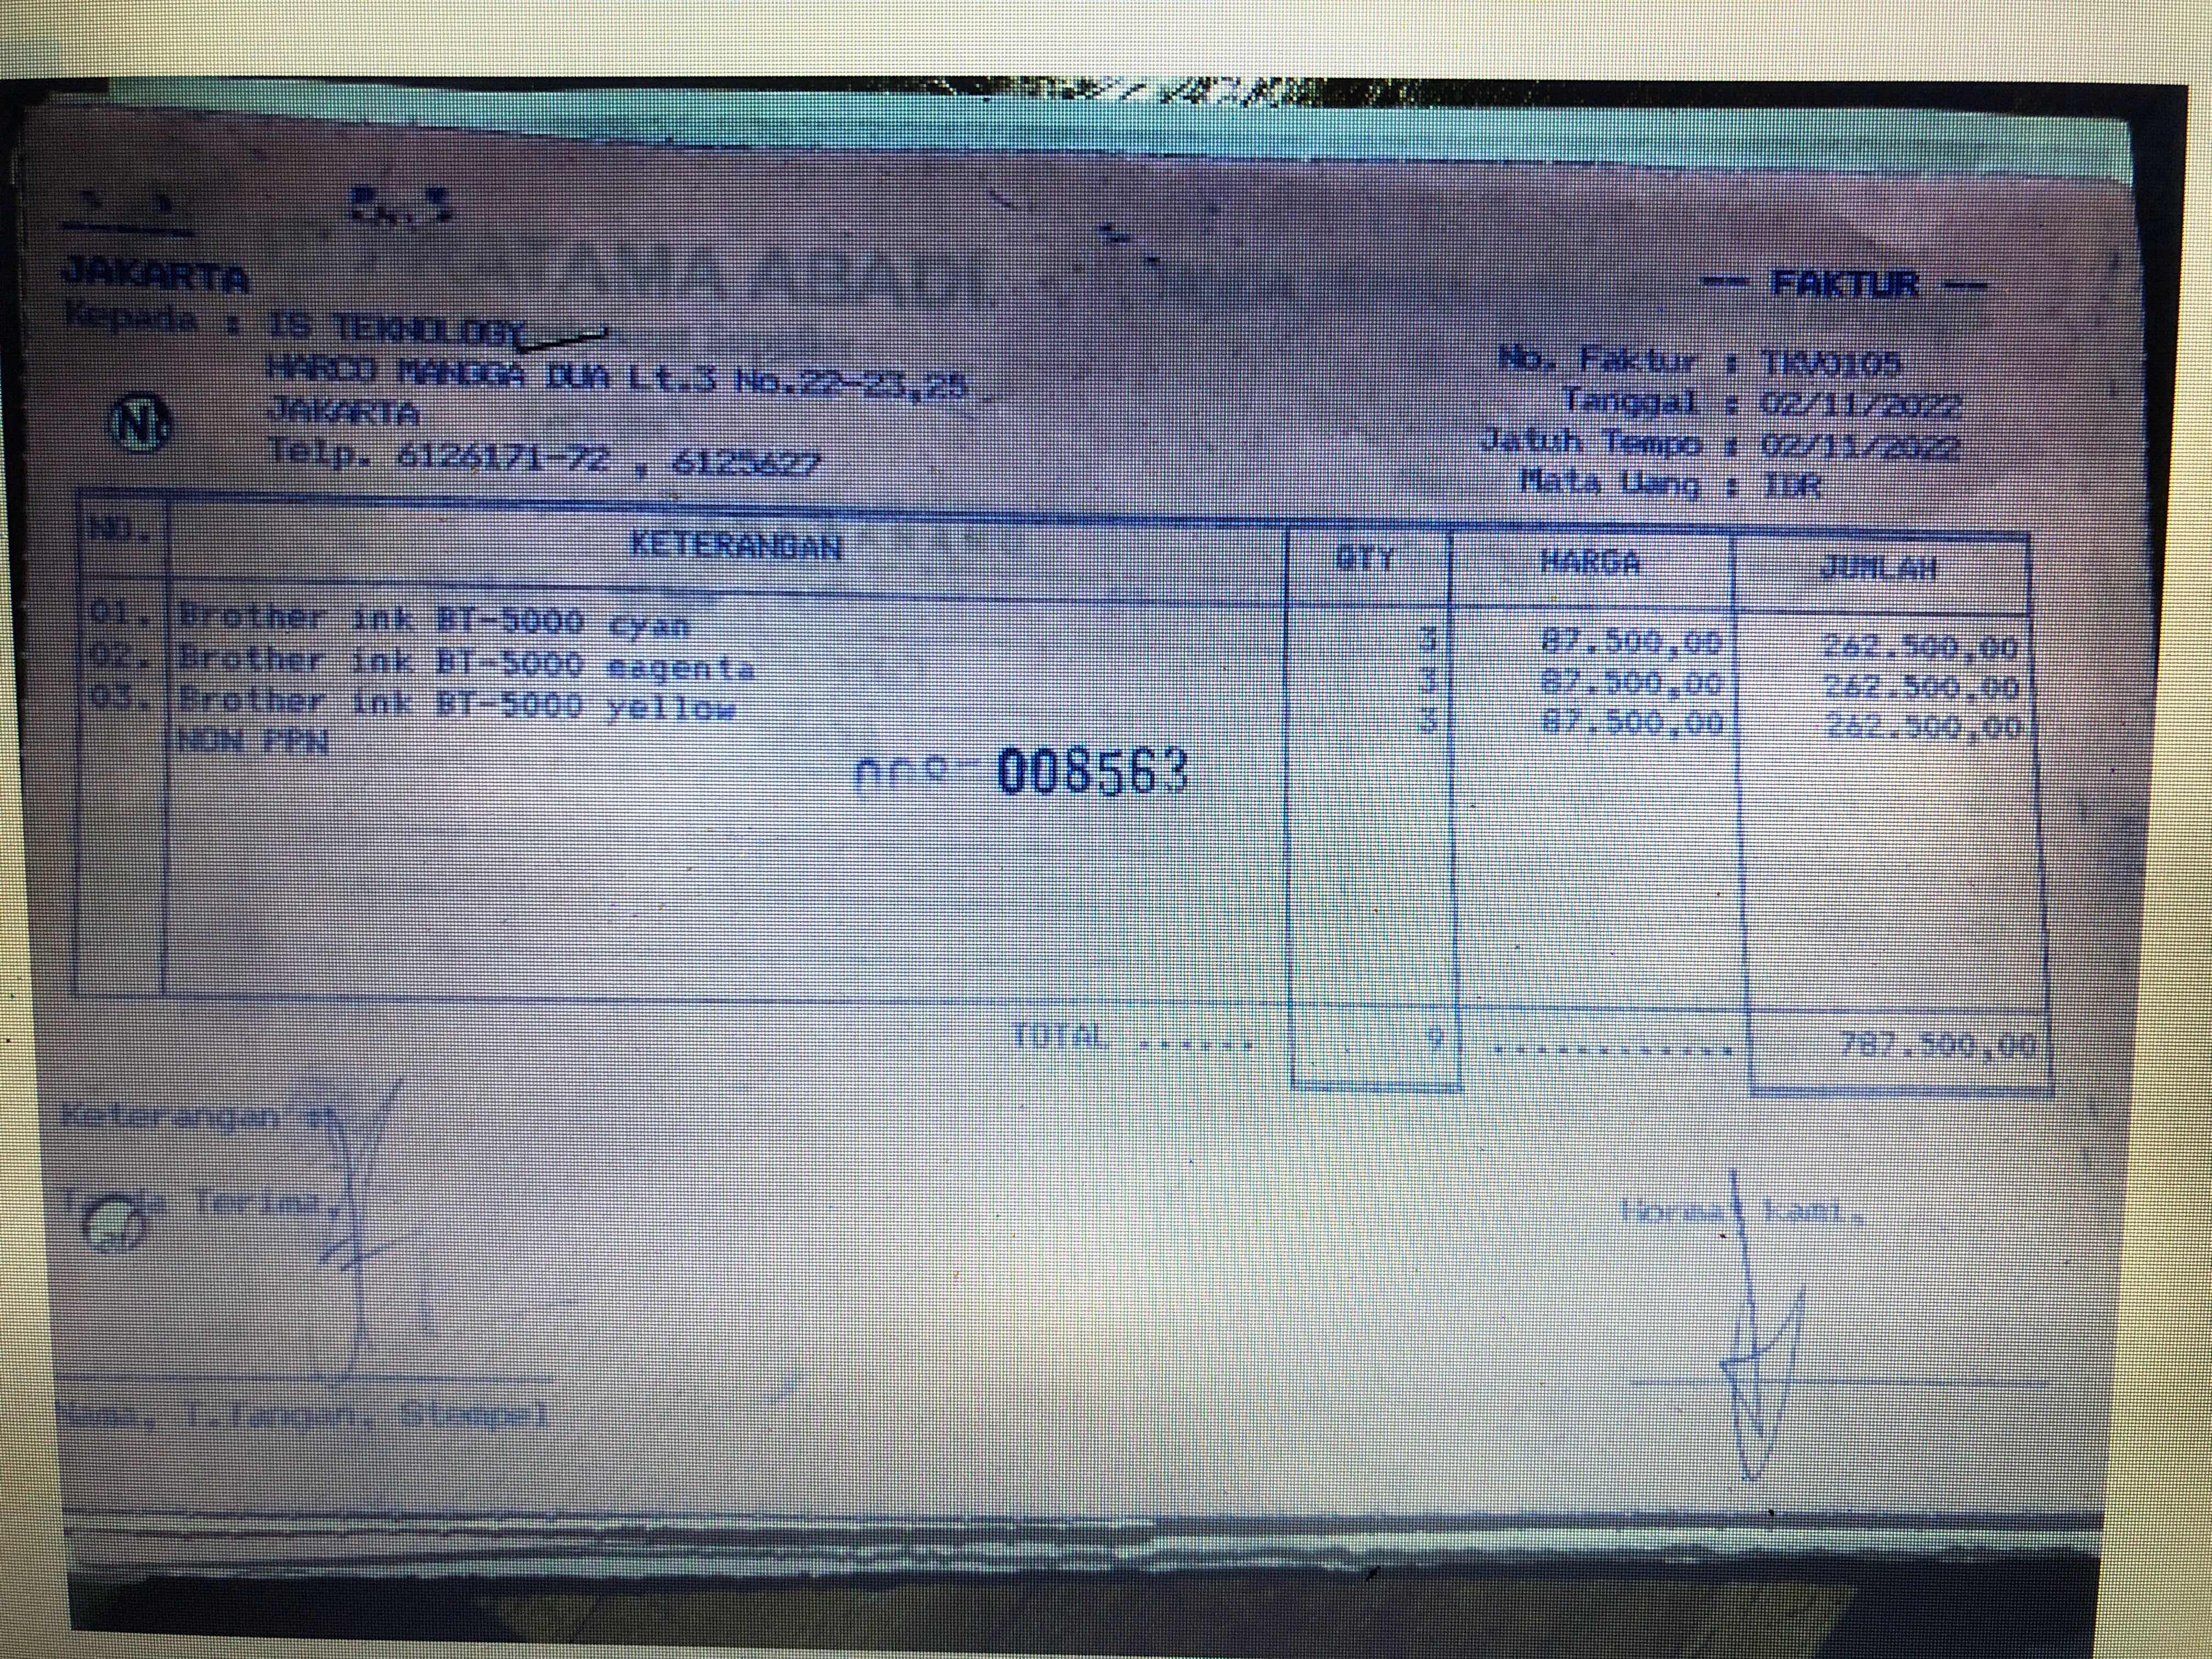 JAKARTA
-- FAKTUR --
Kepada : IS TEKNOLOGY
HARCO MANGGA DUA Lt.3 No.22-23,25
JAKARTA
Telp. 6126171-72 , 6125627
No. Faktur : TKV0105
Tanggal : 02/11/2022
Jatuh Tempo : 02/11/2022
Mata Uang : IDR
NO. KETERANGAN QTY HARGA JUMLAH
01. Brother ink BT-5000 cyan 3 87.500,00 262.500,00
02. Brother ink BT-5000 magenta 3 87.500,00 262.500,00
03. Brother ink BT-5000 yellow 3 87.500,00 262.500,00
NON PPN
008563
TOTAL ...... 9 ............ 787.500,00
Keterangan :
Terima,
Hormat kami,
Nama, T.Tangan, Stempel